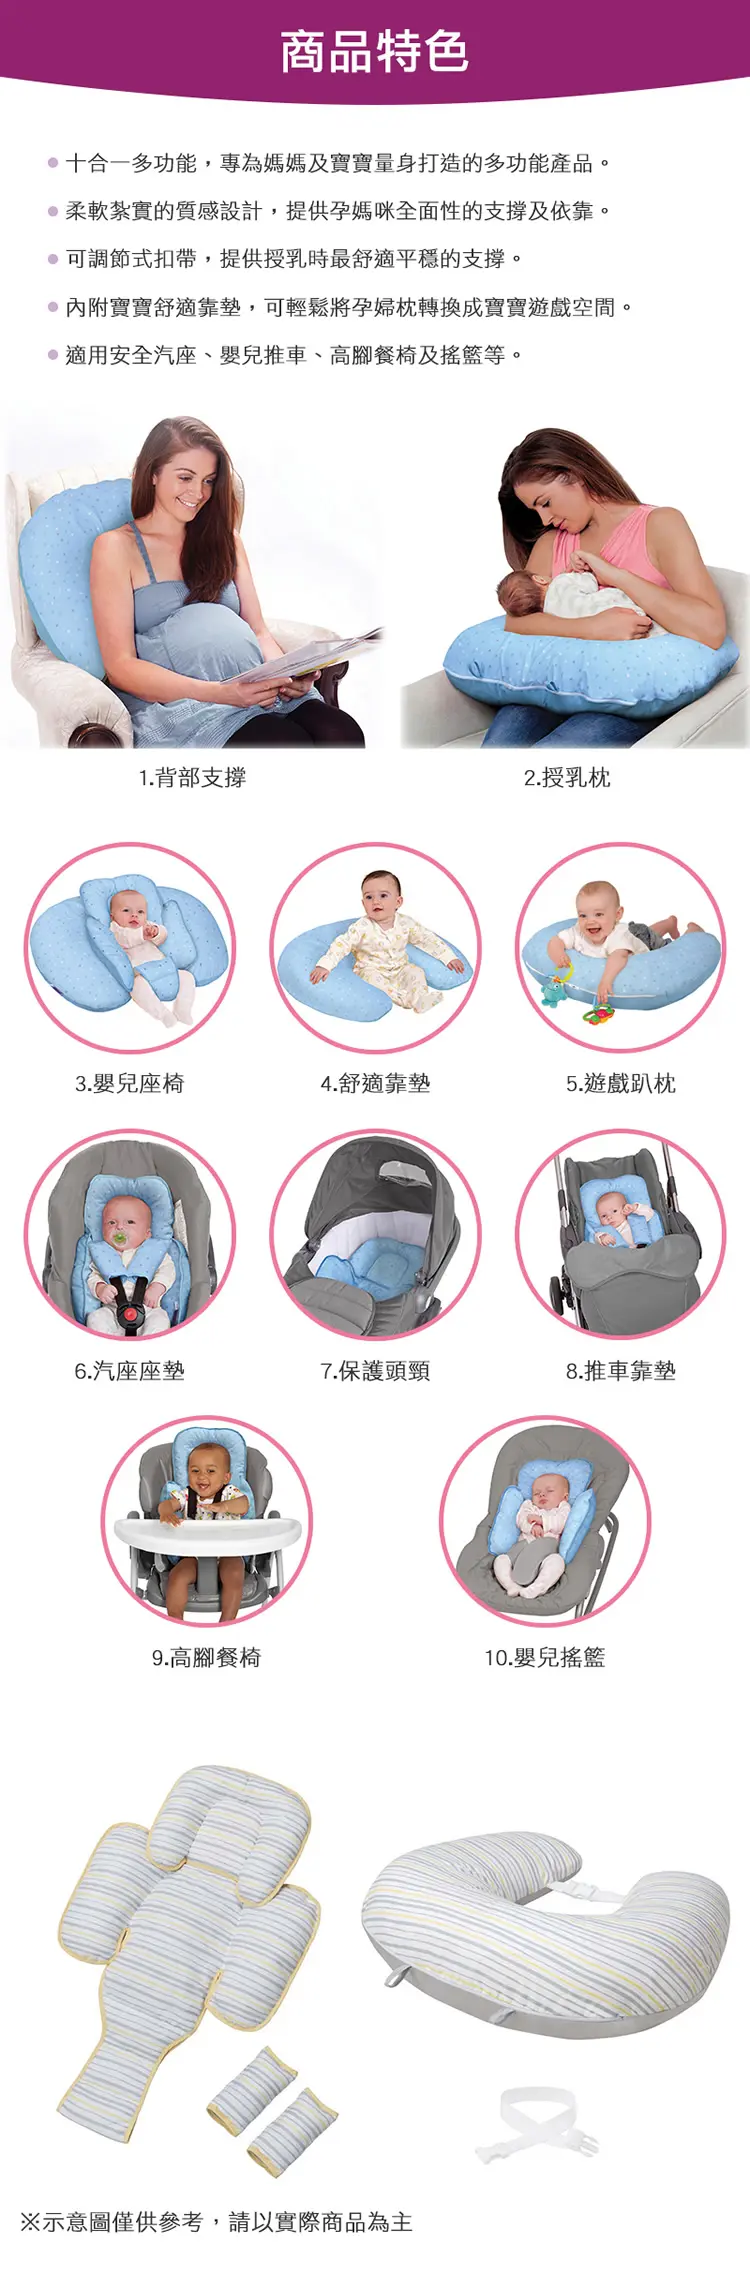 商品特色
十合一多功能，專為媽媽及寶寶量身打造的多功能產品。
柔軟紮實的質感設計，提供孕媽咪全面性的支撐及依靠。
可調節式扣帶，提供授乳時最舒適平穩的支撐。
內附寶寶舒適靠墊，可輕鬆將孕婦枕轉換成寶寶遊戲空間。
適用安全汽座、嬰兒推車、高腳餐椅及搖籃等。
1.背部支撐
2.授乳枕
3.嬰兒座椅
4.舒適靠墊
5.遊戲趴枕
6.汽座座墊
7.保護頭頸
8.推車靠墊
9.高腳餐椅
10.嬰兒搖籃
※示意圖僅供參考，請以實際商品為主